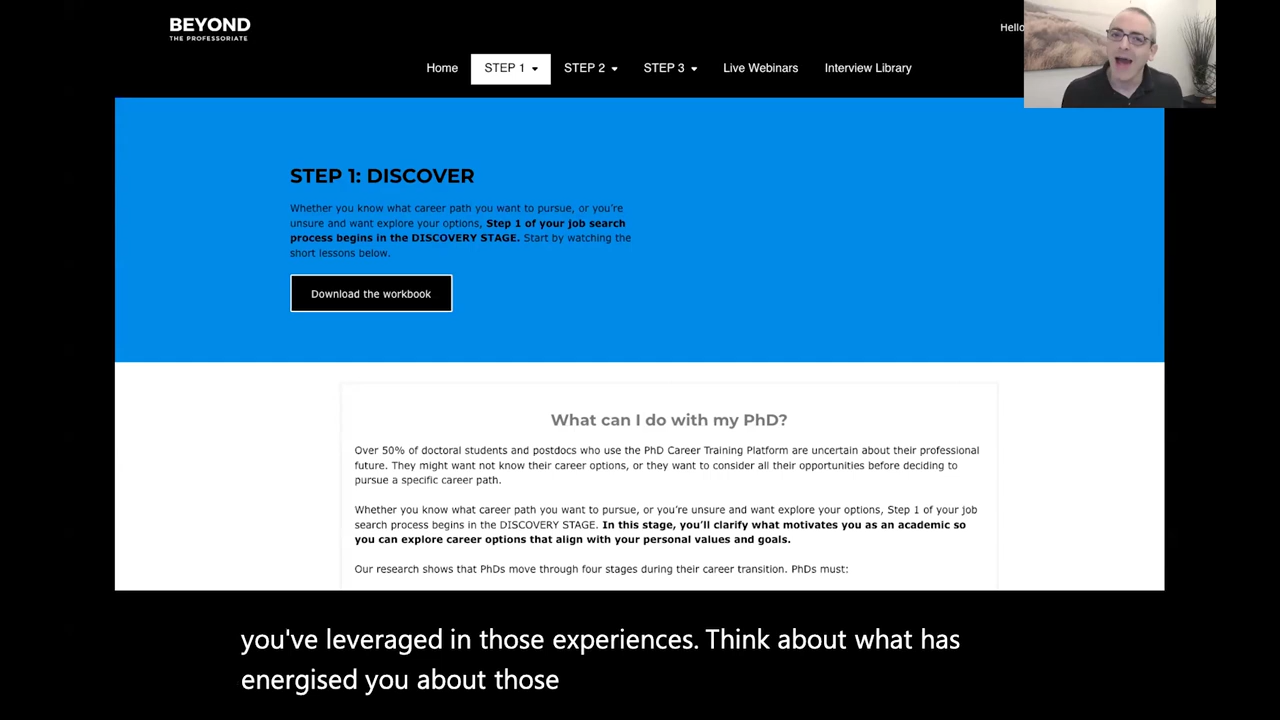 BEYOND
THE PROFESSORIATE
Hello
Home STEP 1 STEP 2 STEP 3 Live Webinars Interview Library
STEP 1: DISCOVER
Whether you know what career path you want to pursue, or you're
unsure and want explore your options, Step 1 of your job search
process begins in the DISCOVERY STAGE. Start by watching the
short lessons below.
Download the workbook
What can I do with my PhD?
Over 50% of doctoral students and postdocs who use the PhD Career Training Platform are uncertain about their professional
future. They might want not know their career options, or they want to consider all their opportunities before deciding to
pursue a specific career path.
Whether you know what career path you want to pursue, or you're unsure and want explore your options, Step 1 of your job
search process begins in the DISCOVERY STAGE. In this stage, you'll clarify what motivates you as an academic so
you can explore career options that align with your personal values and goals.
Our research shows that PhDs move through four stages during their career transition. PhDs must:
you've leveraged in those experiences. Think about what has
energised you about those